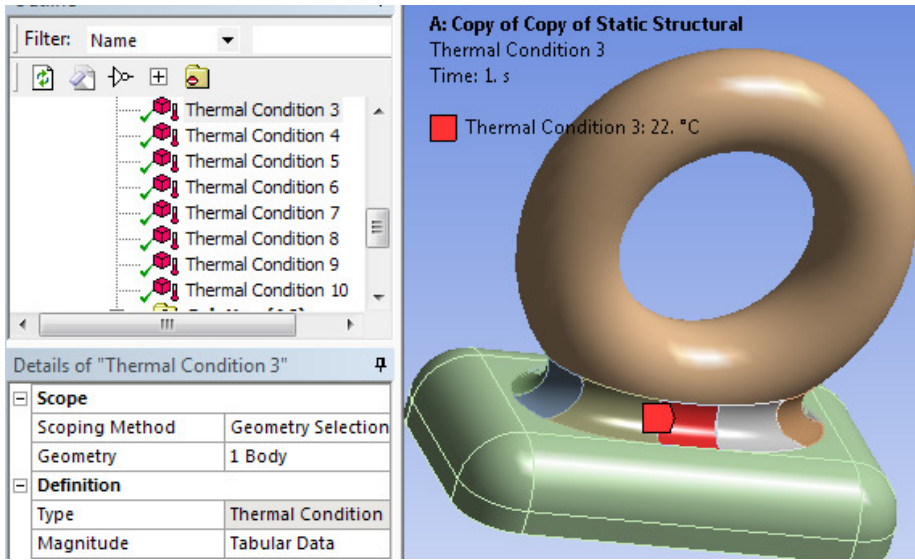 Filter: Name
Thermal Condition 3
Thermal Condition 4
Thermal Condition 5
Thermal Condition 6
Thermal Condition 7
Thermal Condition 8
Thermal Condition 9
Thermal Condition 10
Details of "Thermal Condition 3"
Scope
Scoping Method Geometry Selection
Geometry 1 Body
Definition
Type Thermal Condition
Magnitude Tabular Data
A: Copy of Copy of Static Structural
Thermal Condition 3
Time: 1. s
Thermal Condition 3: 22. °C